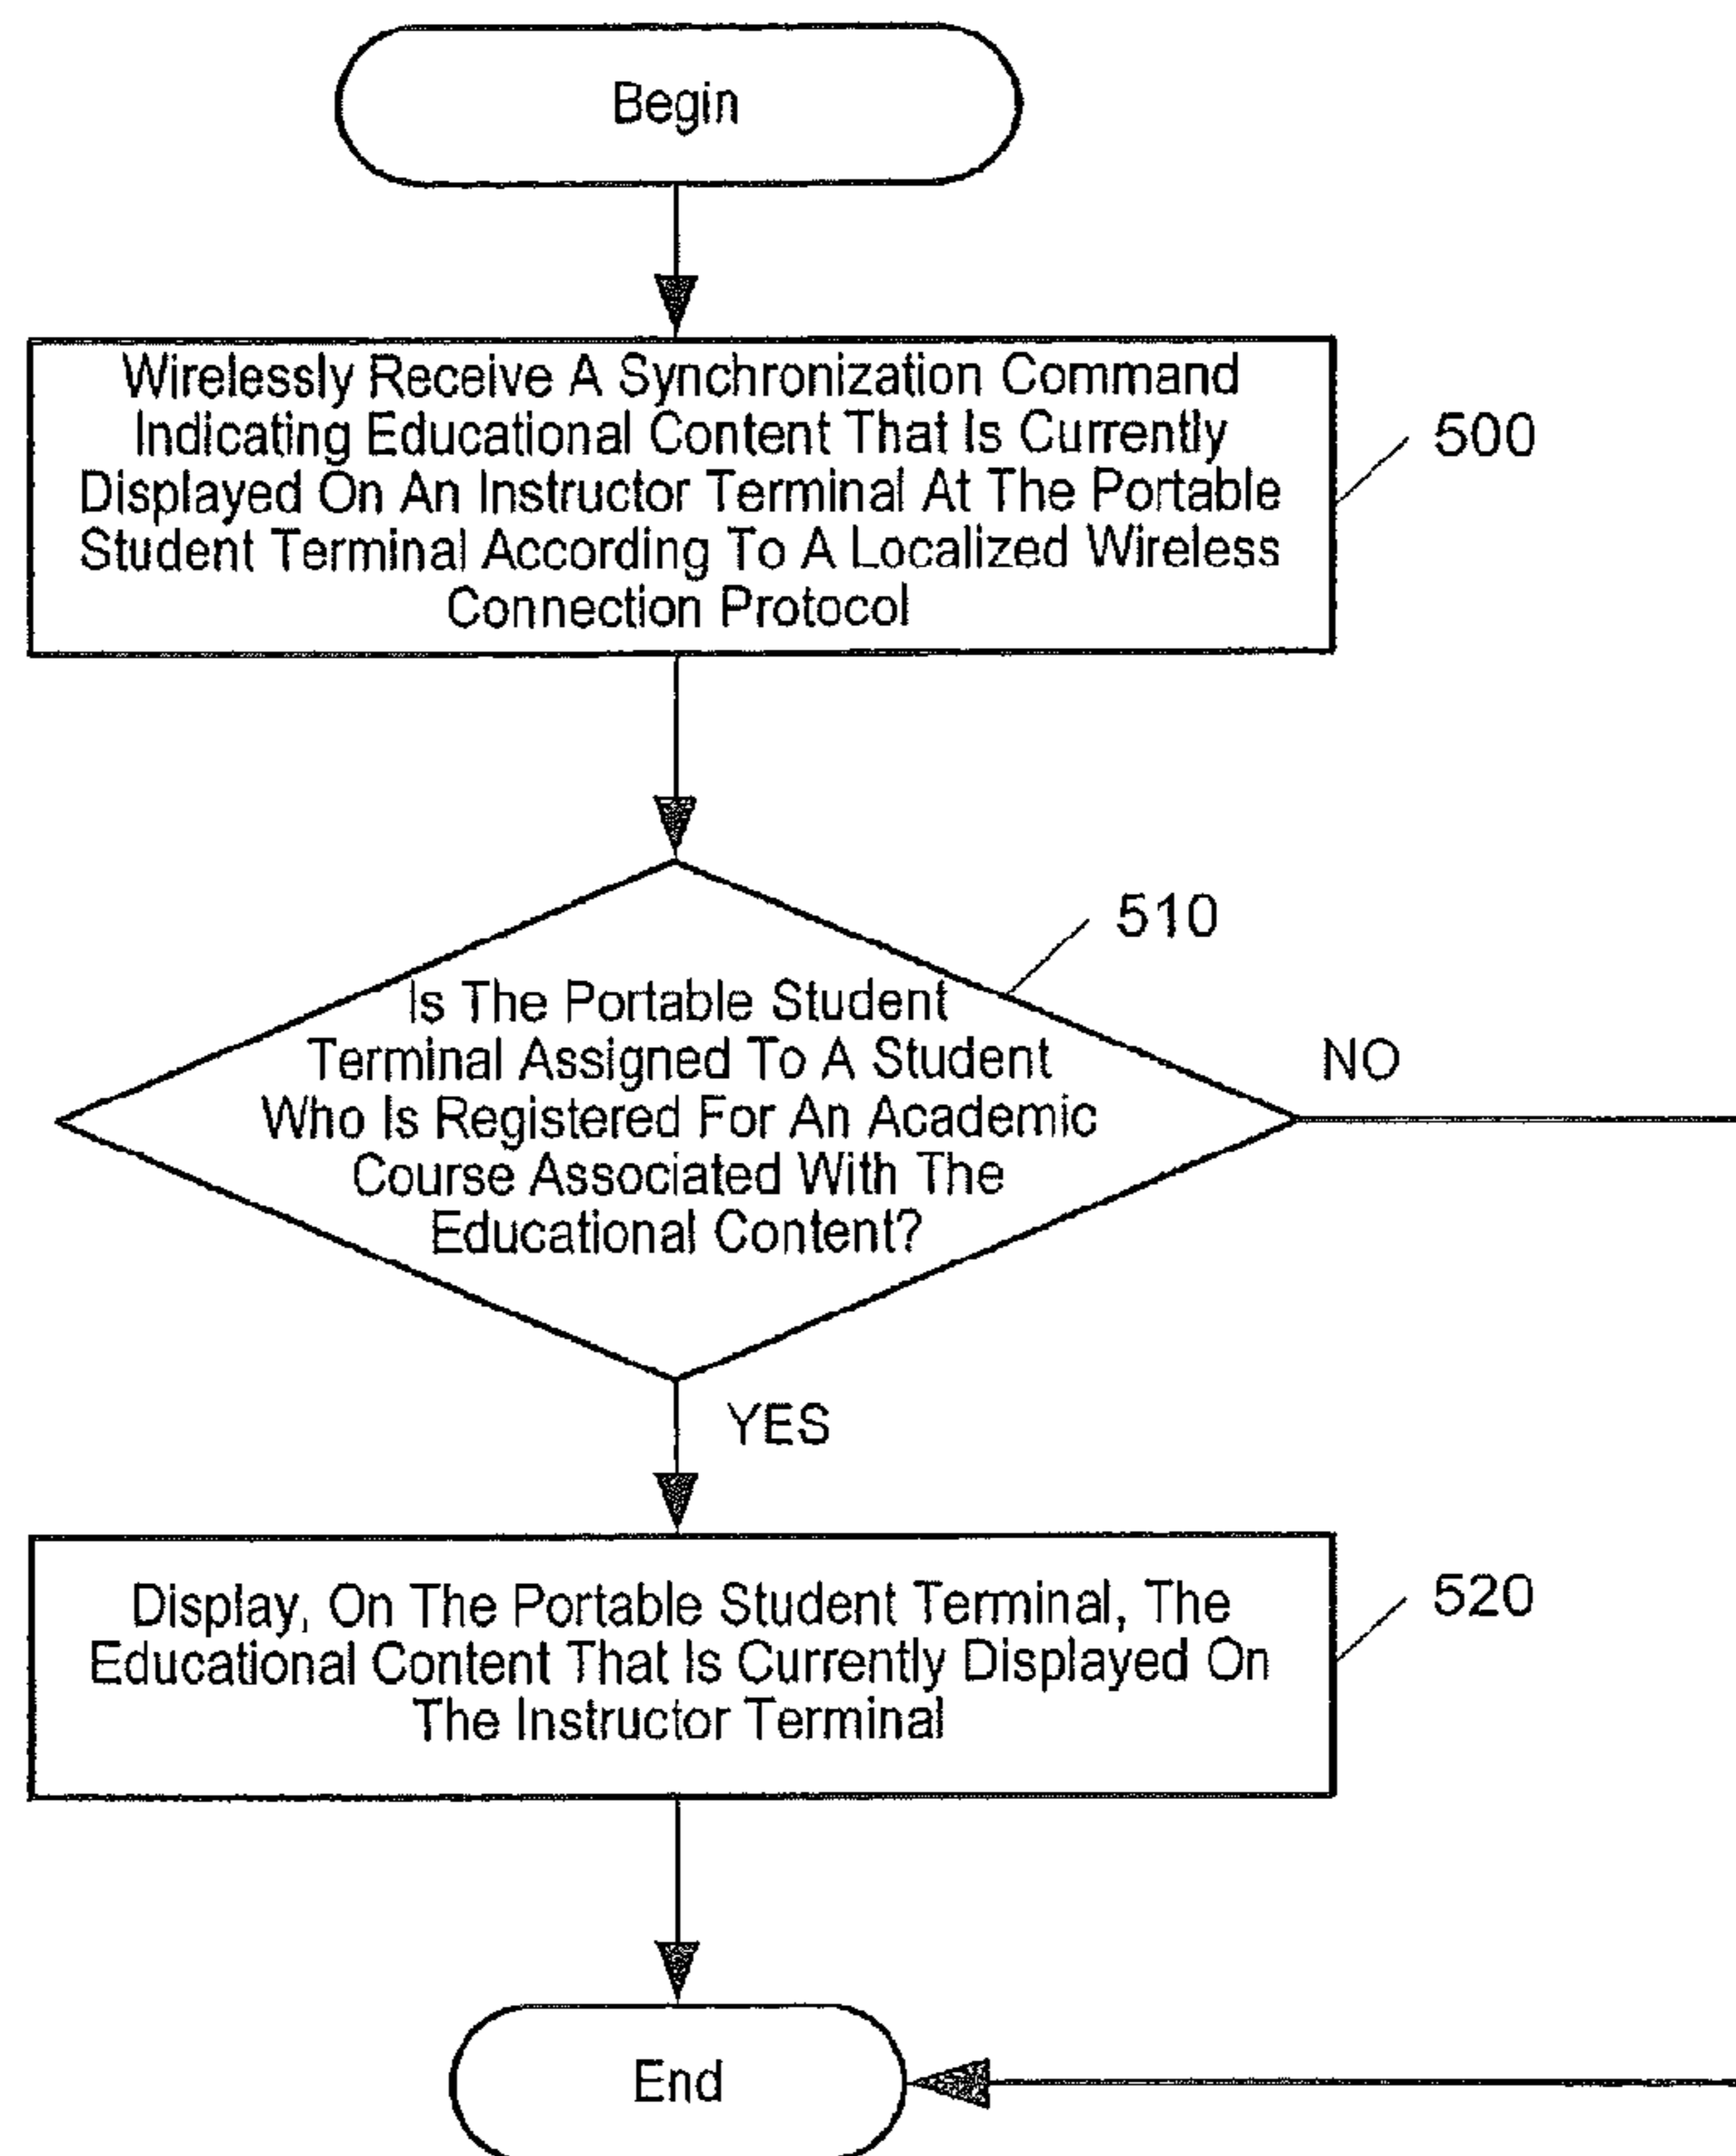 Begin
Wirelessly Receive A Synchronization Command
Indicating Educational Content That Is Currently
Displayed On An Instructor Terminal At The Portable
Student Terminal According To A Localized Wireless
Connection Protocol
500
510
Is The Portable Student
Terminal Assigned To A Student
Who Is Registered For An Academic
Course Associated With The
Educational Content?
NO
YES
Display, On The Portable Student Terminal, The
Educational Content That Is Currently Displayed On
The Instructor Terminal
520
End